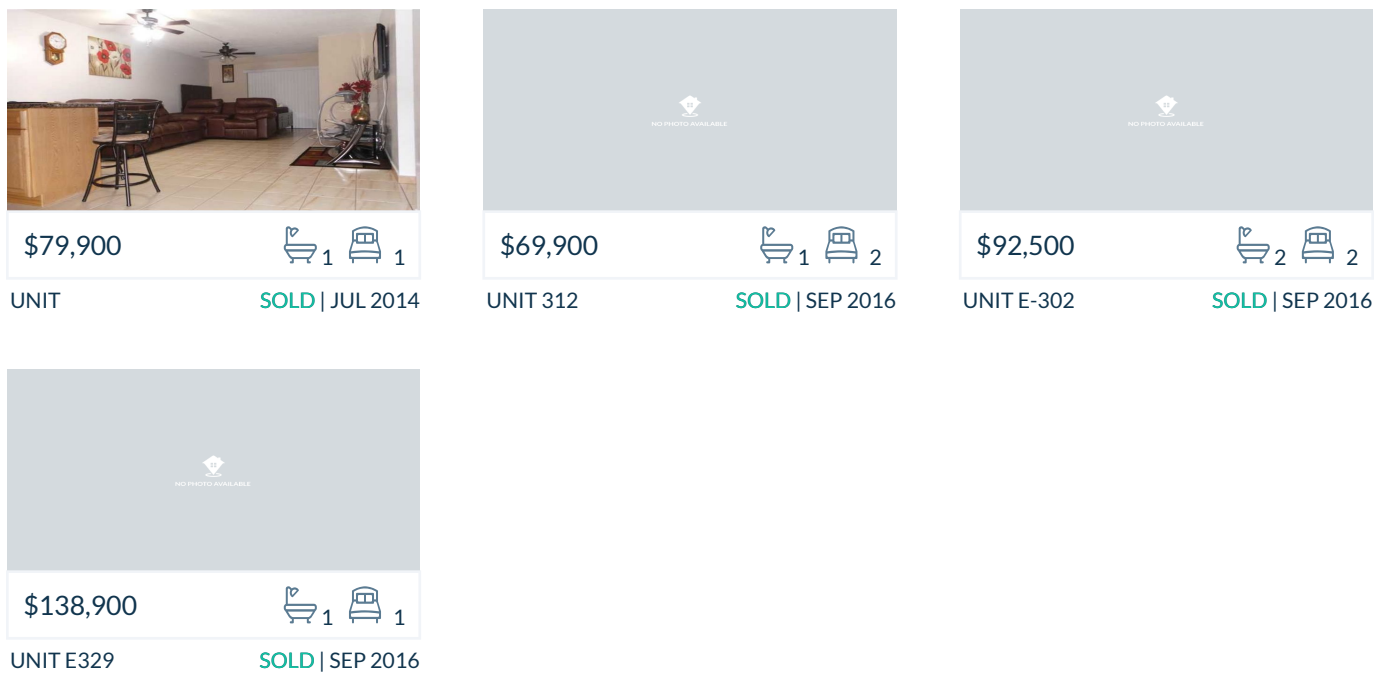 $79,900 1 1
UNIT SOLD | JUL 2014
NO PHOTO AVAILABLE
$69,900 1 2
UNIT 312 SOLD | SEP 2016
NO PHOTO AVAILABLE
$92,500 2 2
UNIT E-302 SOLD | SEP 2016
NO PHOTO AVAILABLE
$138,900 1 1
UNIT E329 SOLD | SEP 2016